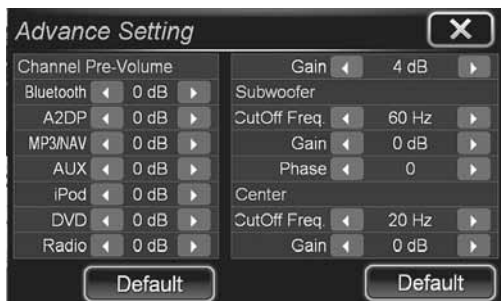 Advance Setting X
Channel Pre-Volume
Bluetooth 0 dB
A2DP 0 dB
MP3/NAV 0 dB
AUX 0 dB
iPod 0 dB
DVD 0 dB
Radio 0 dB
Default
Gain 4 dB
Subwoofer
CutOff Freq. 60 Hz
Gain 0 dB
Phase 0
Center
CutOff Freq. 20 Hz
Gain 0 dB
Default